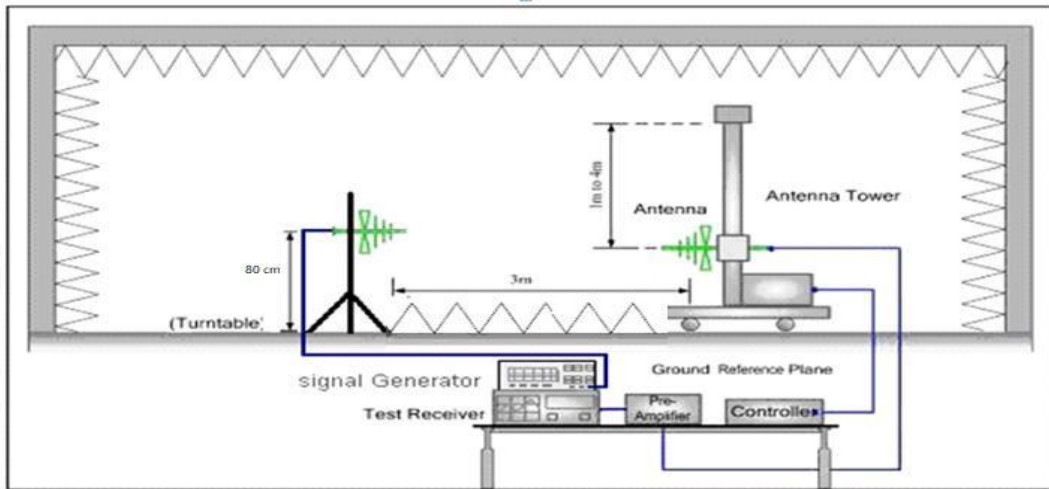 1m to 4m
Antenna
Antenna Tower
80 cm
3m
(Turntable)
Ground Reference Plane
signal Generator
Test Receiver
Pre-
Amplifier
Controller